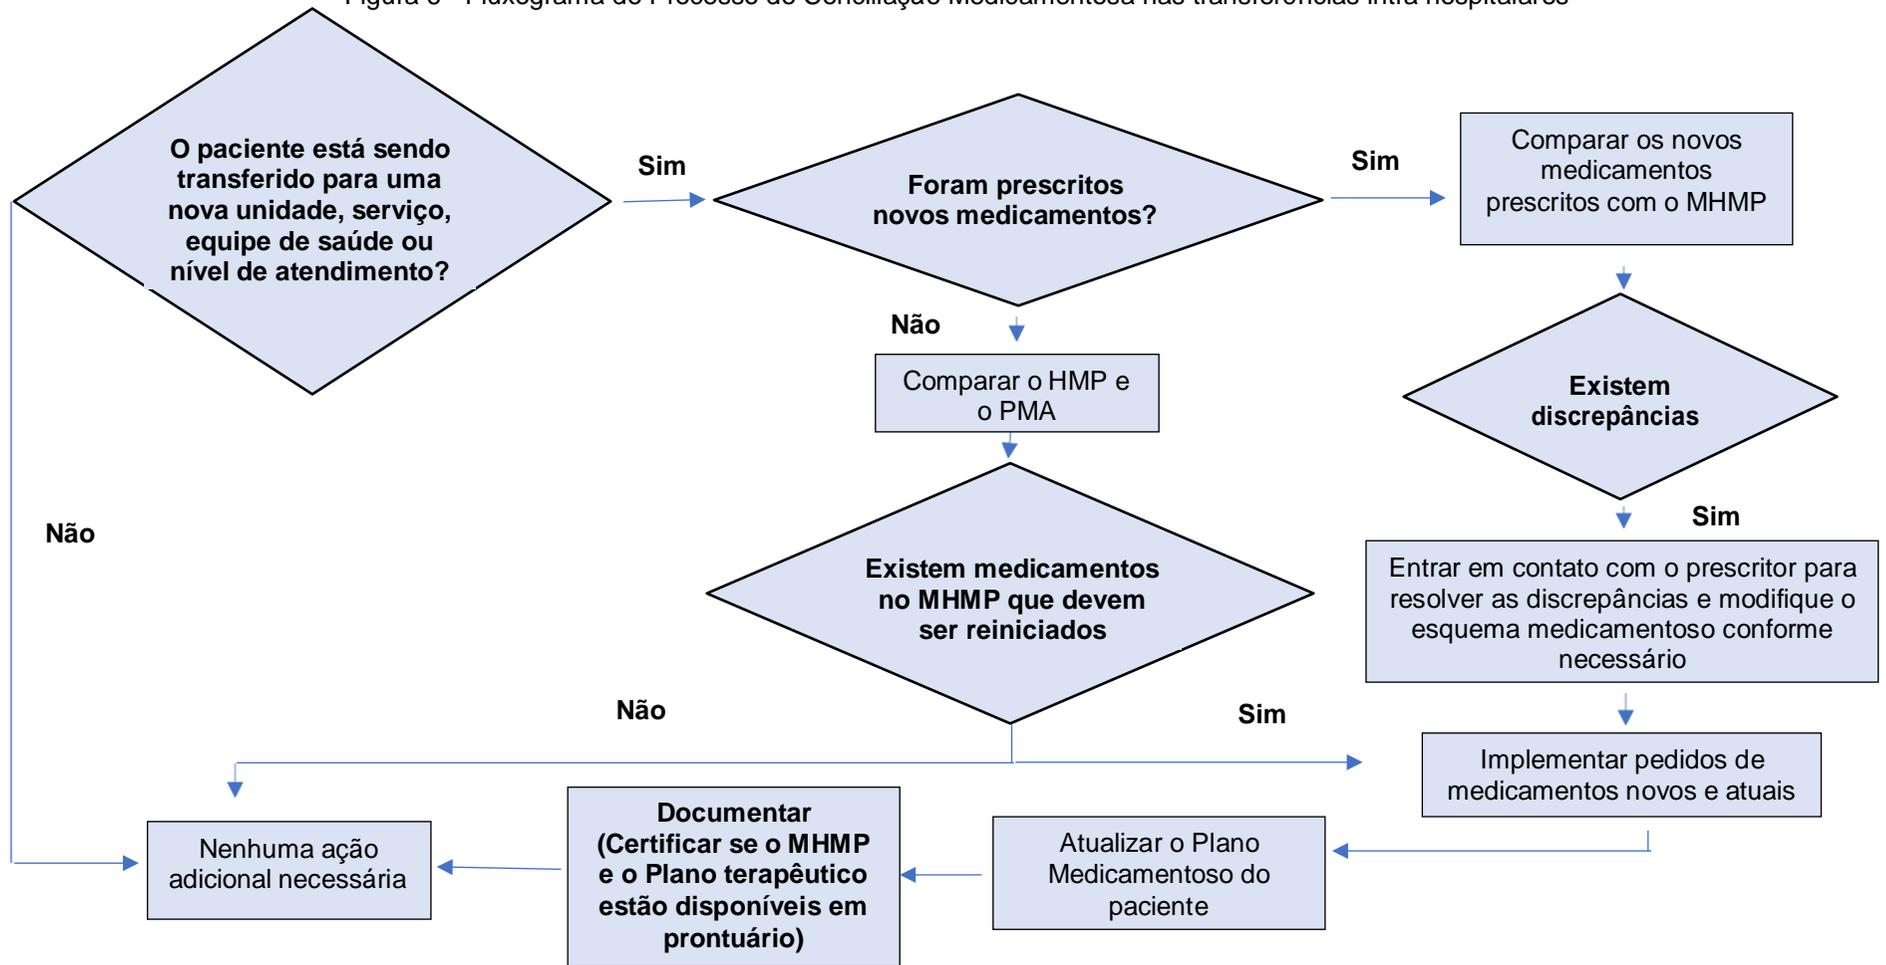 O paciente está sendo
transferido para uma
nova unidade, serviço,
equipe de saúde ou
nível de atendimento?
Sim
Foram prescritos
novos medicamentos?
Sim
Comparar os novos
medicamentos
prescritos com o MHMP
Não
Comparar o HMP e
o PMA
Existem
discrepâncias
Não
Sim
Existem medicamentos
no MHMP que devem
ser reiniciados
Entrar em contato com o prescritor para
resolver as discrepâncias e modifique o
esquema medicamentoso conforme
necessário
Não
Sim
Implementar pedidos de
medicamentos novos e atuais
Documentar
(Certificar se o MHMP
e o Plano terapêutico
estão disponíveis em
prontuário)
Atualizar o Plano
Medicamentoso do
paciente
Nenhuma ação
adicional necessária